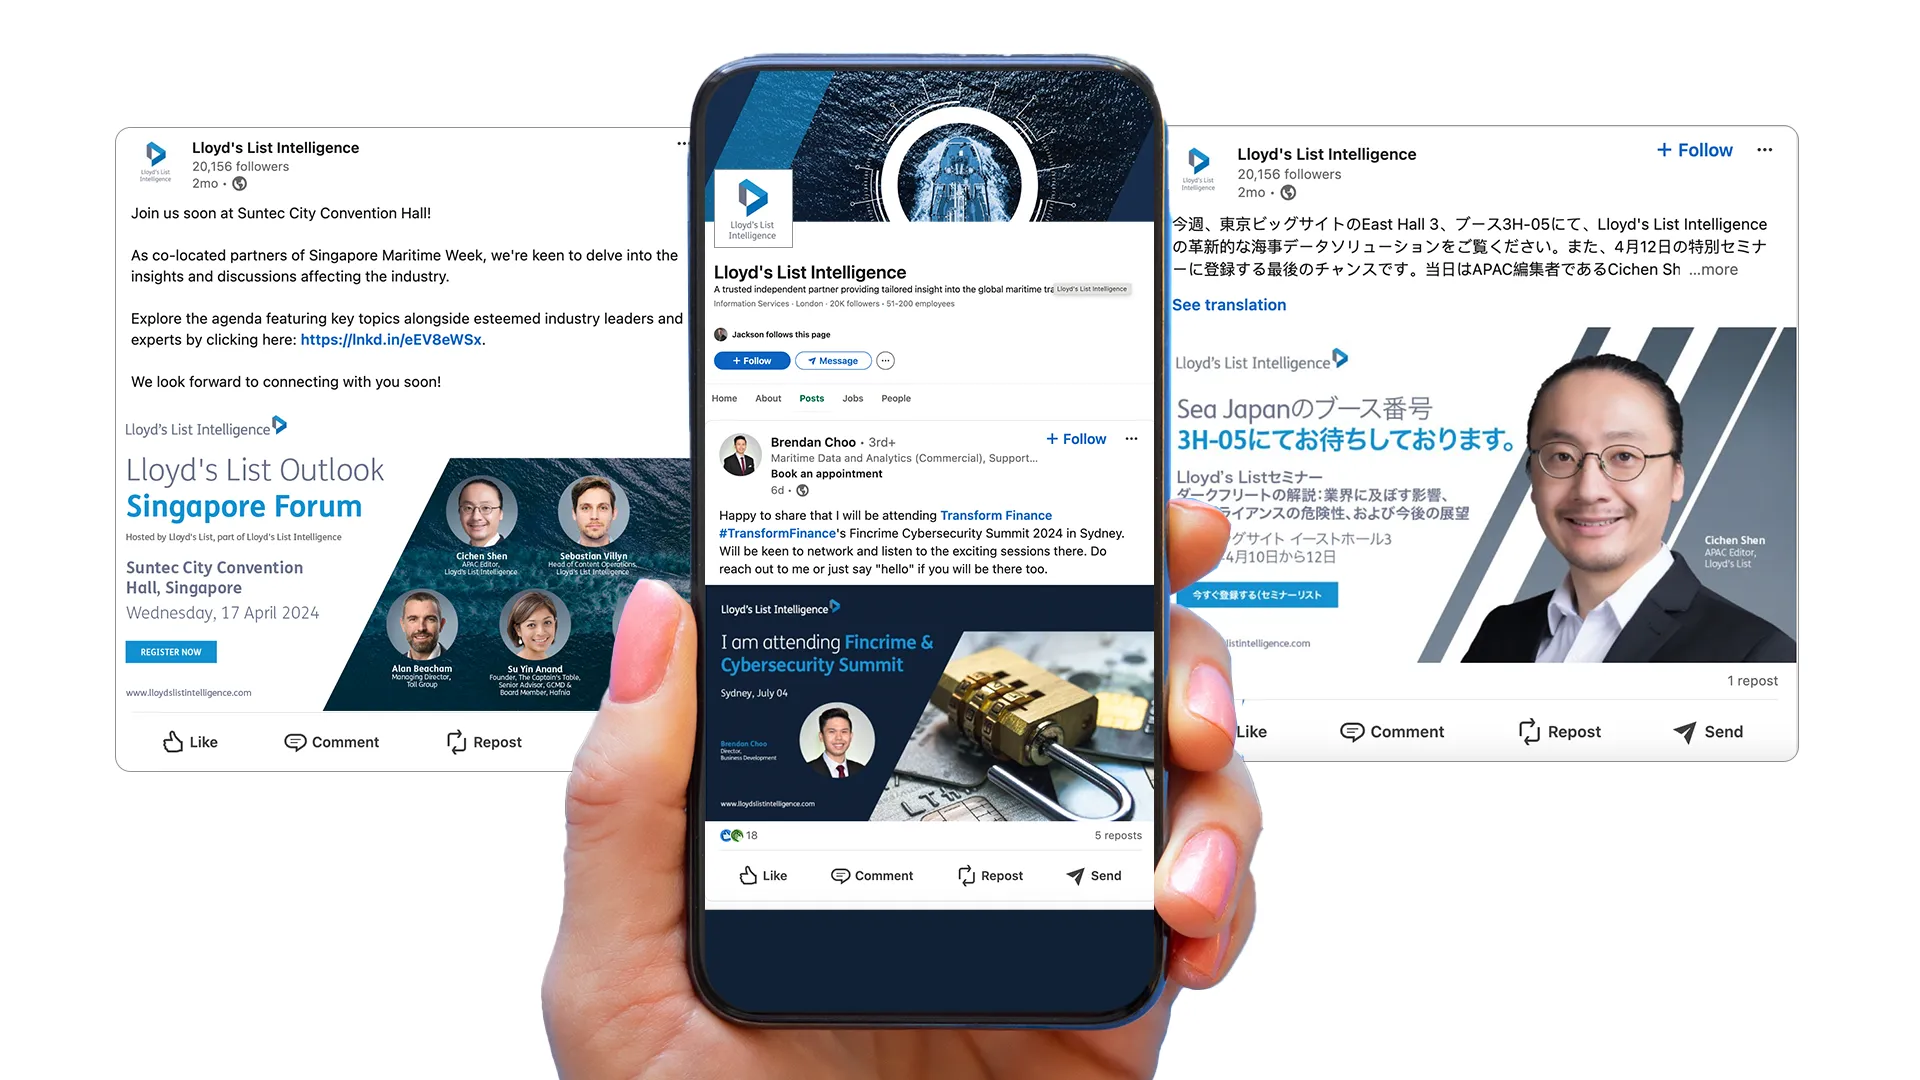 Lloyd's List Intelligence
20,156 followers
2mo •
Lloyd's List
Intelligence
Join us soon at Suntec City Convention Hall!
As co-located partners of Singapore Maritime Week, we're keen to delve into the
insights and discussions affecting the industry.
Explore the agenda featuring key topics alongside esteemed industry leaders and
experts by clicking here: https://lnkd.in/eEV8eWSx.
We look forward to connecting with you soon!
Lloyd's List Intelligence
Lloyd's List Outlook
Singapore Forum
Hosted by Lloyd's List, part of Lloyd's List Intelligence
Suntec City Convention
Hall, Singapore
Wednesday, 17 April 2024
REGISTER NOW
www.lloydslistintelligence.com
Cichen Shen
APAC Editor,
Lloyd's List Intelligence
Sebastian Villyn
Head of Content Operations,
Lloyd's List Intelligence
Alan Beacham
Managing Director,
Toll Group
Su Yin Anand
Founder, The Captain's Table,
Senior Advisor, GCMD &
Board Member, Hafnia
Like
Comment
Repost
Lloyd's List
Intelligence
Lloyd's List Intelligence
A trusted independent partner providing tailored insight into the global maritime
Lloyd's List Intelligence
Information Services · London · 20K followers · 51-200 employees
Jackson follows this page
+ Follow
Message
Home About Posts Jobs People
Brendan Choo • 3rd+
+ Follow
Maritime Data and Analytics (Commercial), Support...
Book an appointment
6d •
Happy to share that I will be attending Transform Finance
#TransformFinance's Fincrime Cybersecurity Summit 2024 in Sydney.
Will be keen to network and listen to the exciting sessions there. Do
reach out to me or just say "hello" if you will be there too.
Lloyd's List Intelligence
I am attending Fincrime &
Cybersecurity Summit
Sydney, July 04
Brendan Choo
Director,
Business Development
www.lloydslistintelligence.com
18
5 reposts
Like
Comment
Repost
Send
Lloyd's List Intelligence
20,156 followers
2mo •
+ Follow
Lloyd's List
Intelligence
今週、東京ビッグサイトのEast Hall 3、ブース3H-05にて、Lloyd's List Intelligence
の革新的な海事データソリューションをご覧ください。また、4月12日の特別セミナ
ーに登録する最後のチャンスです。当日はAPAC編集者であるCichen Sh ...more
See translation
Lloyd's List Intelligence
Sea Japanのブース番号
3H-05にてお待ちしております。
Lloyd's Listセミナー
ダークフリートの解説：業界に及ぼす影響、
ライアンスの危険性、および今後の展望
グサイト イーストホール3
4月10日から12日
今すぐ登録する(セミナーリスト
listintelligence.com
Cichen Shen
APAC Editor,
Lloyd's List
1 repost
Like
Comment
Repost
Send